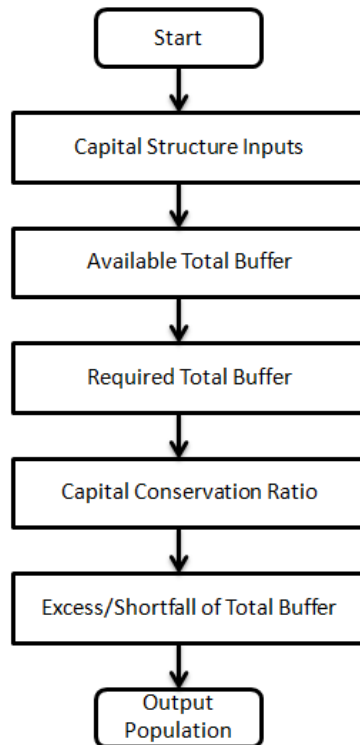 Start
Capital Structure Inputs
Available Total Buffer
Required Total Buffer
Capital Conservation Ratio
Excess/Shortfall of Total Buffer
Output
Population